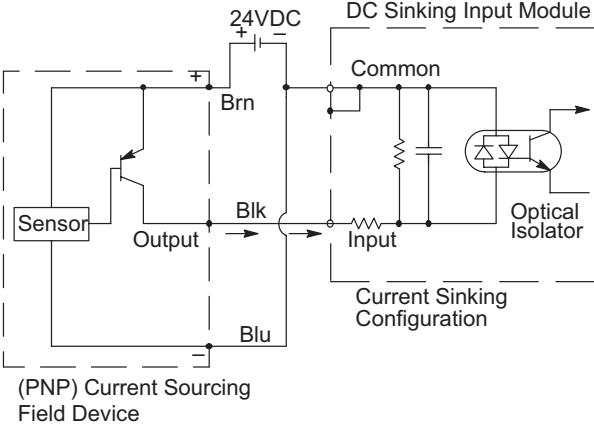 DC Sinking Input Module
24VDC
+ −
+
Common
Brn
Sensor
Output
Blk
Input
Optical
Isolator
Current Sinking
Configuration
Blu
−
(PNP) Current Sourcing
Field Device